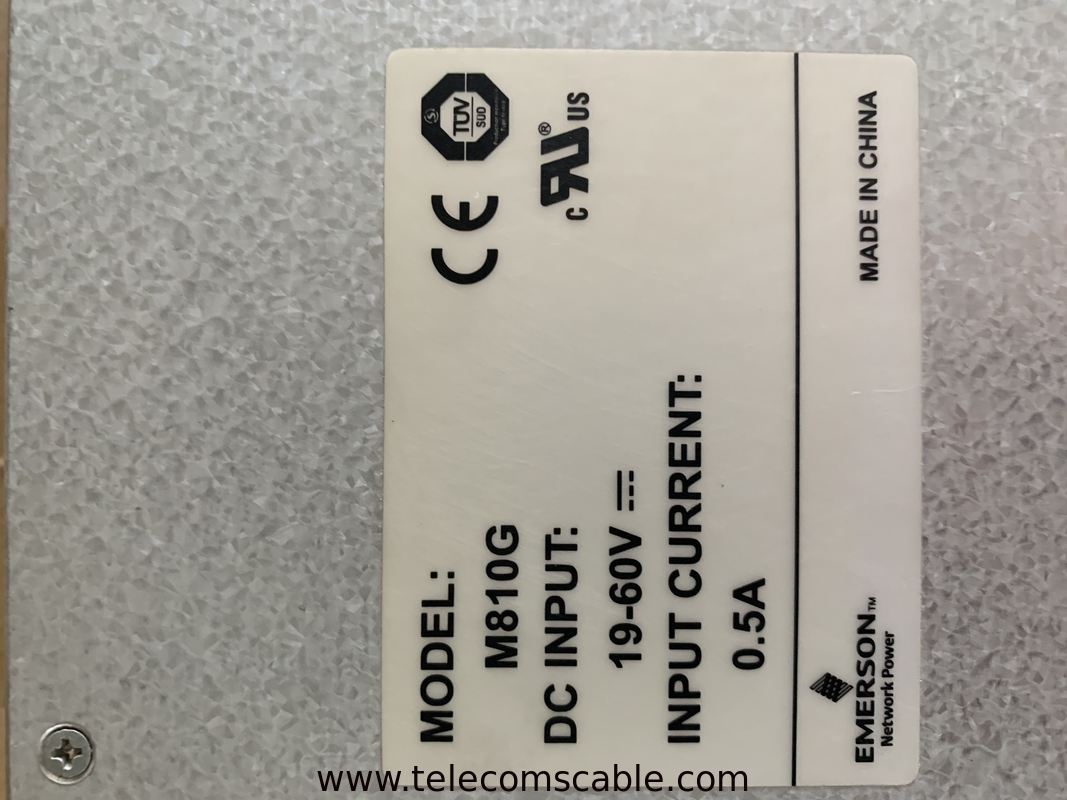 MODEL:
M810G
DC INPUT:
19-60V
INPUT CURRENT:
0.5A
CE
TÜV
SÜD
c RU® US
EMERSON™
Network Power
MADE IN CHINA
www.telecomscable.com